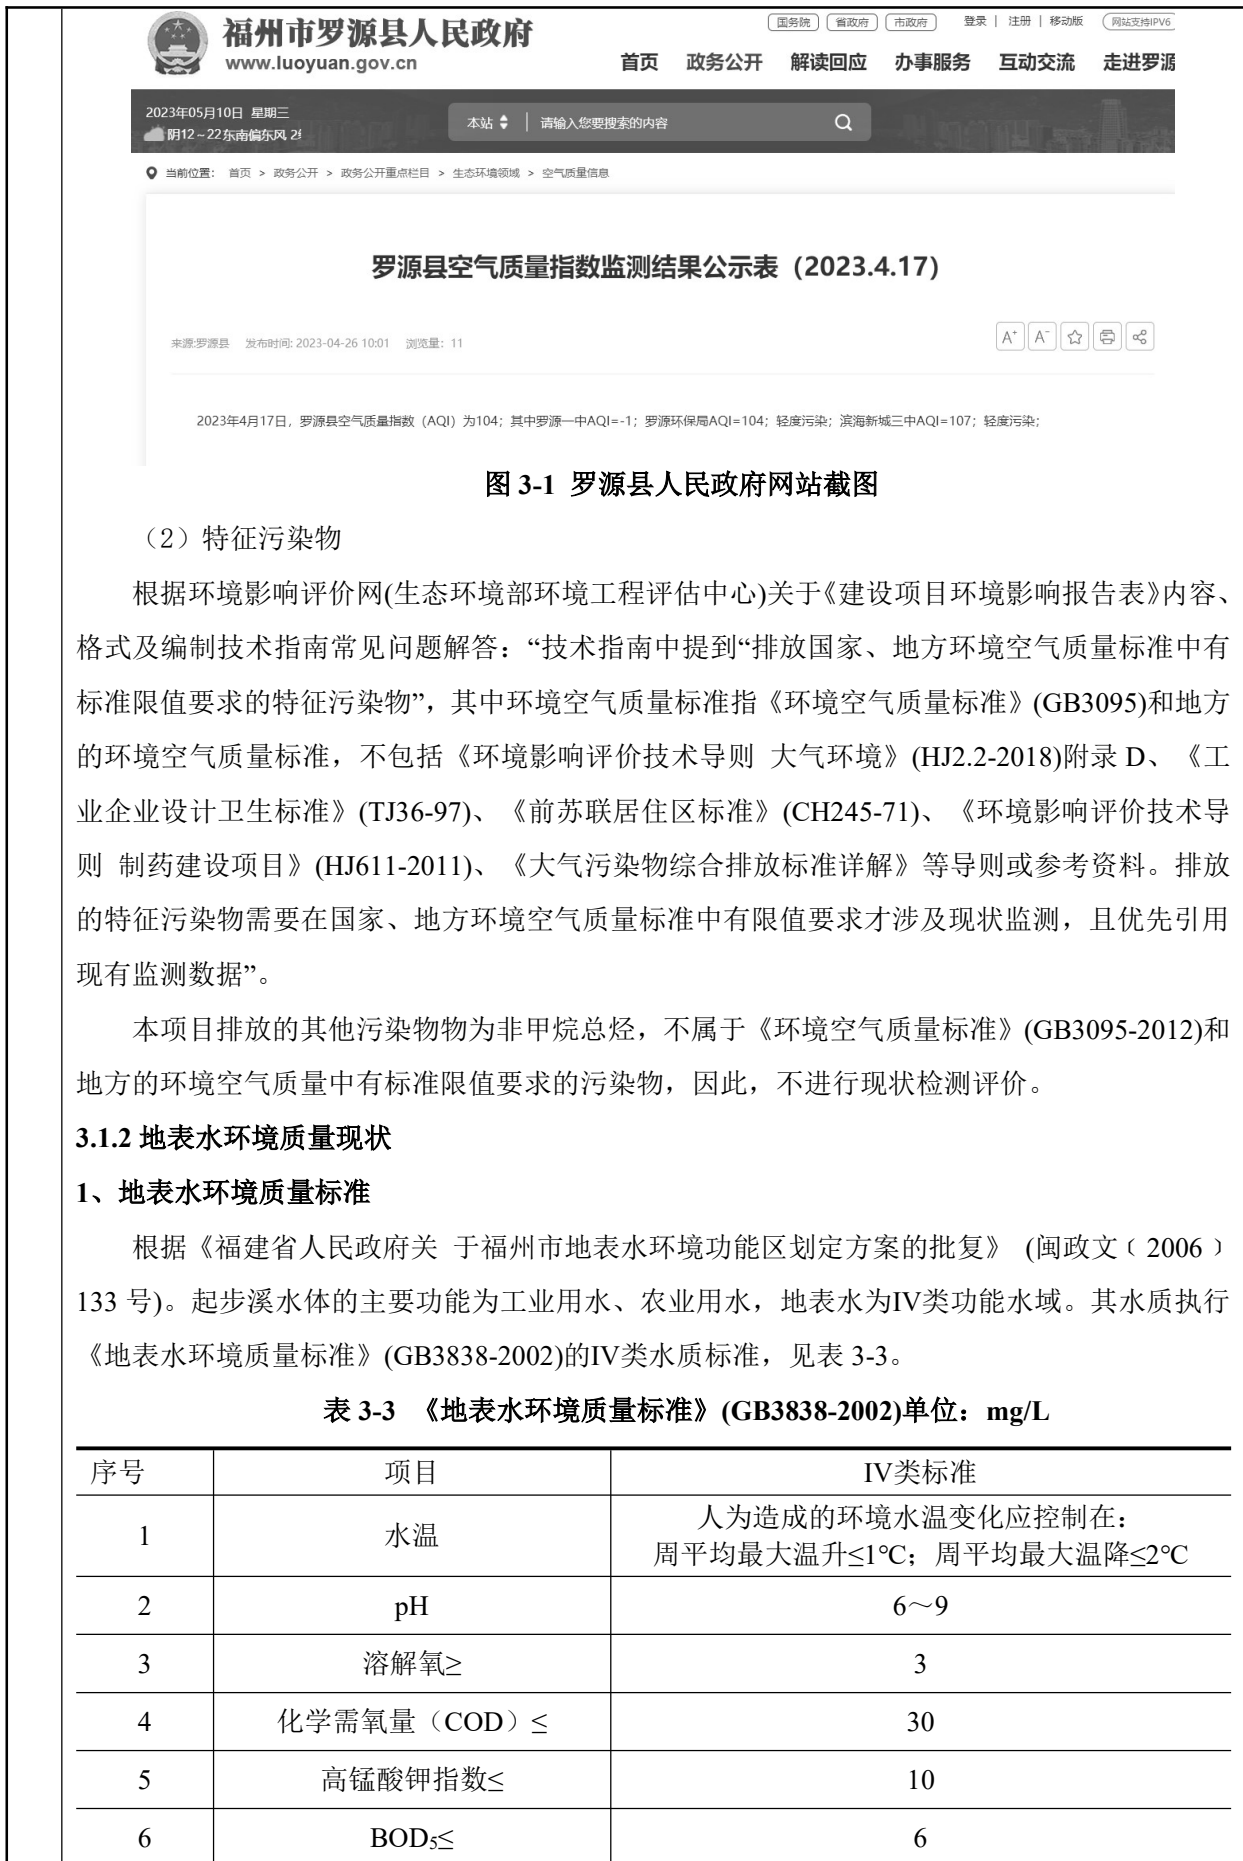 福州市罗源县人民政府
www.luoyuan.gov.cn
国务院 省政府 市政府 登录 | 注册 | 移动版 网站支持IPV6
首页 政务公开 解读回应 办事服务 互动交流 走进罗源
2023年05月10日 星期三
阴12~22东南偏东风
本站 请输入您要搜索的内容
当前位置: 首页 > 政务公开 > 政务公开重点栏目 > 生态环境领域 > 空气质量信息
罗源县空气质量指数监测结果公示表（2023.4.17）
来源:罗源县 发布时间: 2023-04-26 10:01 浏览量: 11
A+ A-
2023年4月17日，罗源县空气质量指数（AQI）为104；其中罗源一中AQI=-1；罗源环保局AQI=104；轻度污染；滨海新城三中AQI=107；轻度污染；
图 3-1 罗源县人民政府网站截图
（2）特征污染物
根据环境影响评价网(生态环境部环境工程评估中心)关于《建设项目环境影响报告表》内容、
格式及编制技术指南常见问题解答：“技术指南中提到“排放国家、地方环境空气质量标准中有
标准限值要求的特征污染物”，其中环境空气质量标准指《环境空气质量标准》(GB3095)和地方
的环境空气质量标准，不包括《环境影响评价技术导则 大气环境》(HJ2.2-2018)附录 D、《工
业企业设计卫生标准》(TJ36-97)、《前苏联居住区标准》(CH245-71)、《环境影响评价技术导
则 制药建设项目》(HJ611-2011)、《大气污染物综合排放标准详解》等导则或参考资料。排放
的特征污染物需要在国家、地方环境空气质量标准中有限值要求才涉及现状监测，且优先引用
现有监测数据”。
本项目排放的其他污染物物为非甲烷总烃，不属于《环境空气质量标准》(GB3095-2012)和
地方的环境空气质量中有标准限值要求的污染物，因此，不进行现状检测评价。
3.1.2 地表水环境质量现状
1、地表水环境质量标准
根据《福建省人民政府关 于福州市地表水环境功能区划定方案的批复》 (闽政文﹝2006﹞
133 号)。起步溪水体的主要功能为工业用水、农业用水，地表水为IV类功能水域。其水质执行
《地表水环境质量标准》(GB3838-2002)的IV类水质标准，见表 3-3。
表 3-3 《地表水环境质量标准》(GB3838-2002)单位：mg/L
序号 项目 IV类标准
1 水温 人为造成的环境水温变化应控制在：
周平均最大温升≤1℃；周平均最大温降≤2℃
2 pH 6～9
3 溶解氧≥ 3
4 化学需氧量（COD）≤ 30
5 高锰酸钾指数≤ 10
6 BOD₅≤ 6